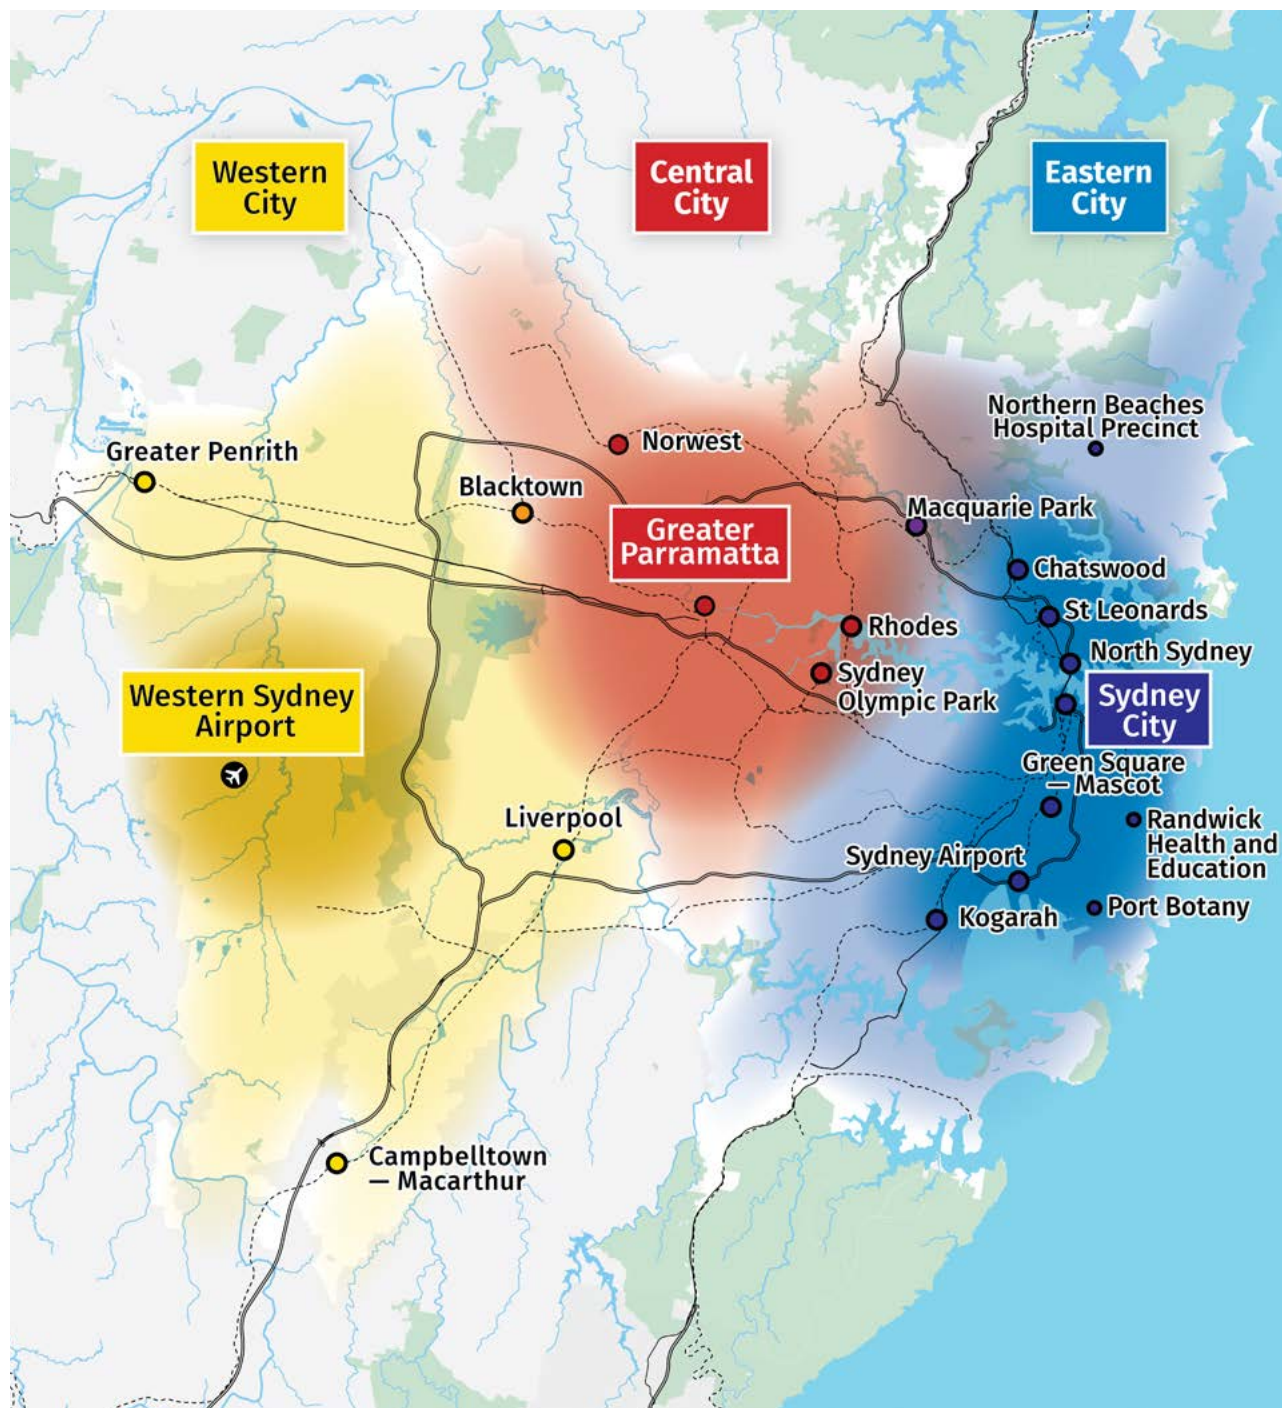 Western
City
Central
City
Eastern
City
Northern Beaches
Hospital Precinct
Norwest
Greater Penrith
Blacktown
Macquarie Park
Greater
Parramatta
Chatswood
St Leonards
Rhodes
North Sydney
Sydney
Olympic Park
Western Sydney
Airport
Sydney
City
Green Square
— Mascot
Liverpool
Randwick
Health and
Education
Sydney Airport
Port Botany
Kogarah
Campbelltown
— Macarthur